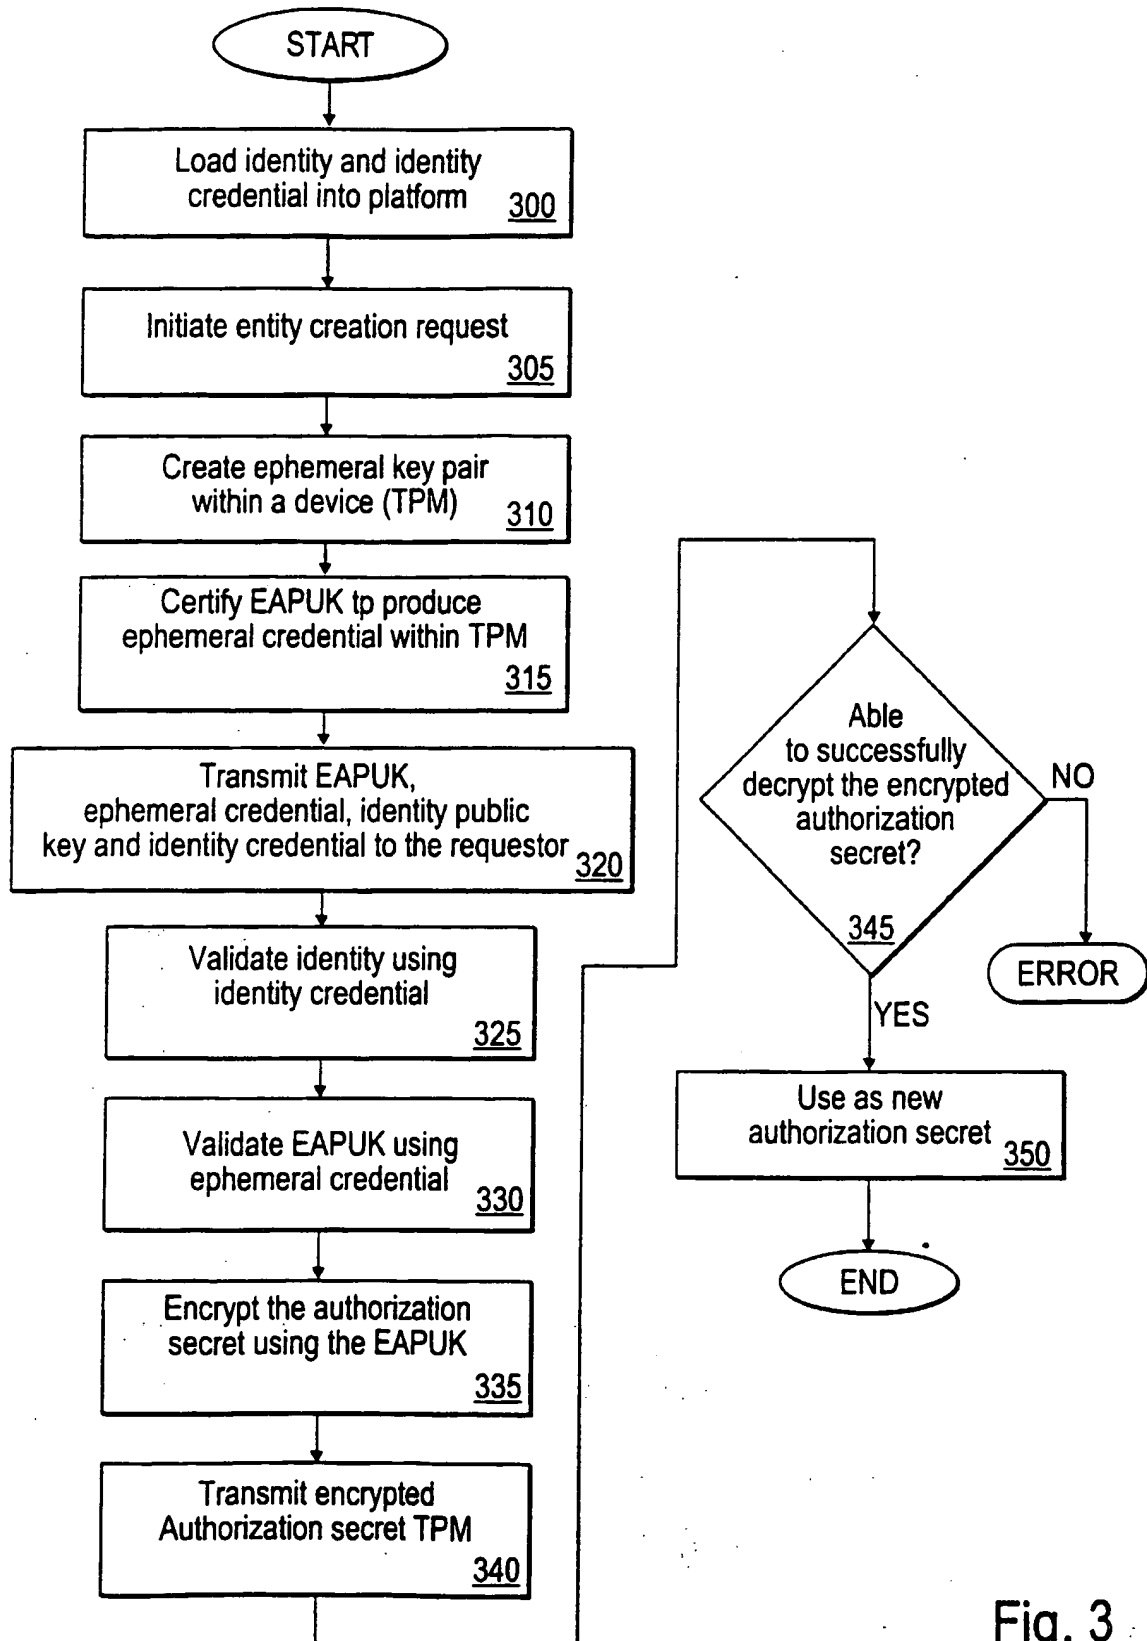 START
Load identity and identity
credential into platform
300
Initiate entity creation request
305
Create ephemeral key pair
within a device (TPM)
310
Certify EAPUK tp produce
ephemeral credential within TPM
315
Transmit EAPUK,
ephemeral credential, identity public
key and identity credential to the requestor
320
Validate identity using
identity credential
325
Validate EAPUK using
ephemeral credential
330
Encrypt the authorization
secret using the EAPUK
335
Transmit encrypted
Authorization secret TPM
340
Able
to successfully
decrypt the encrypted
authorization
secret?
345
NO
ERROR
YES
Use as new
authorization secret
350
END
Fig. 3